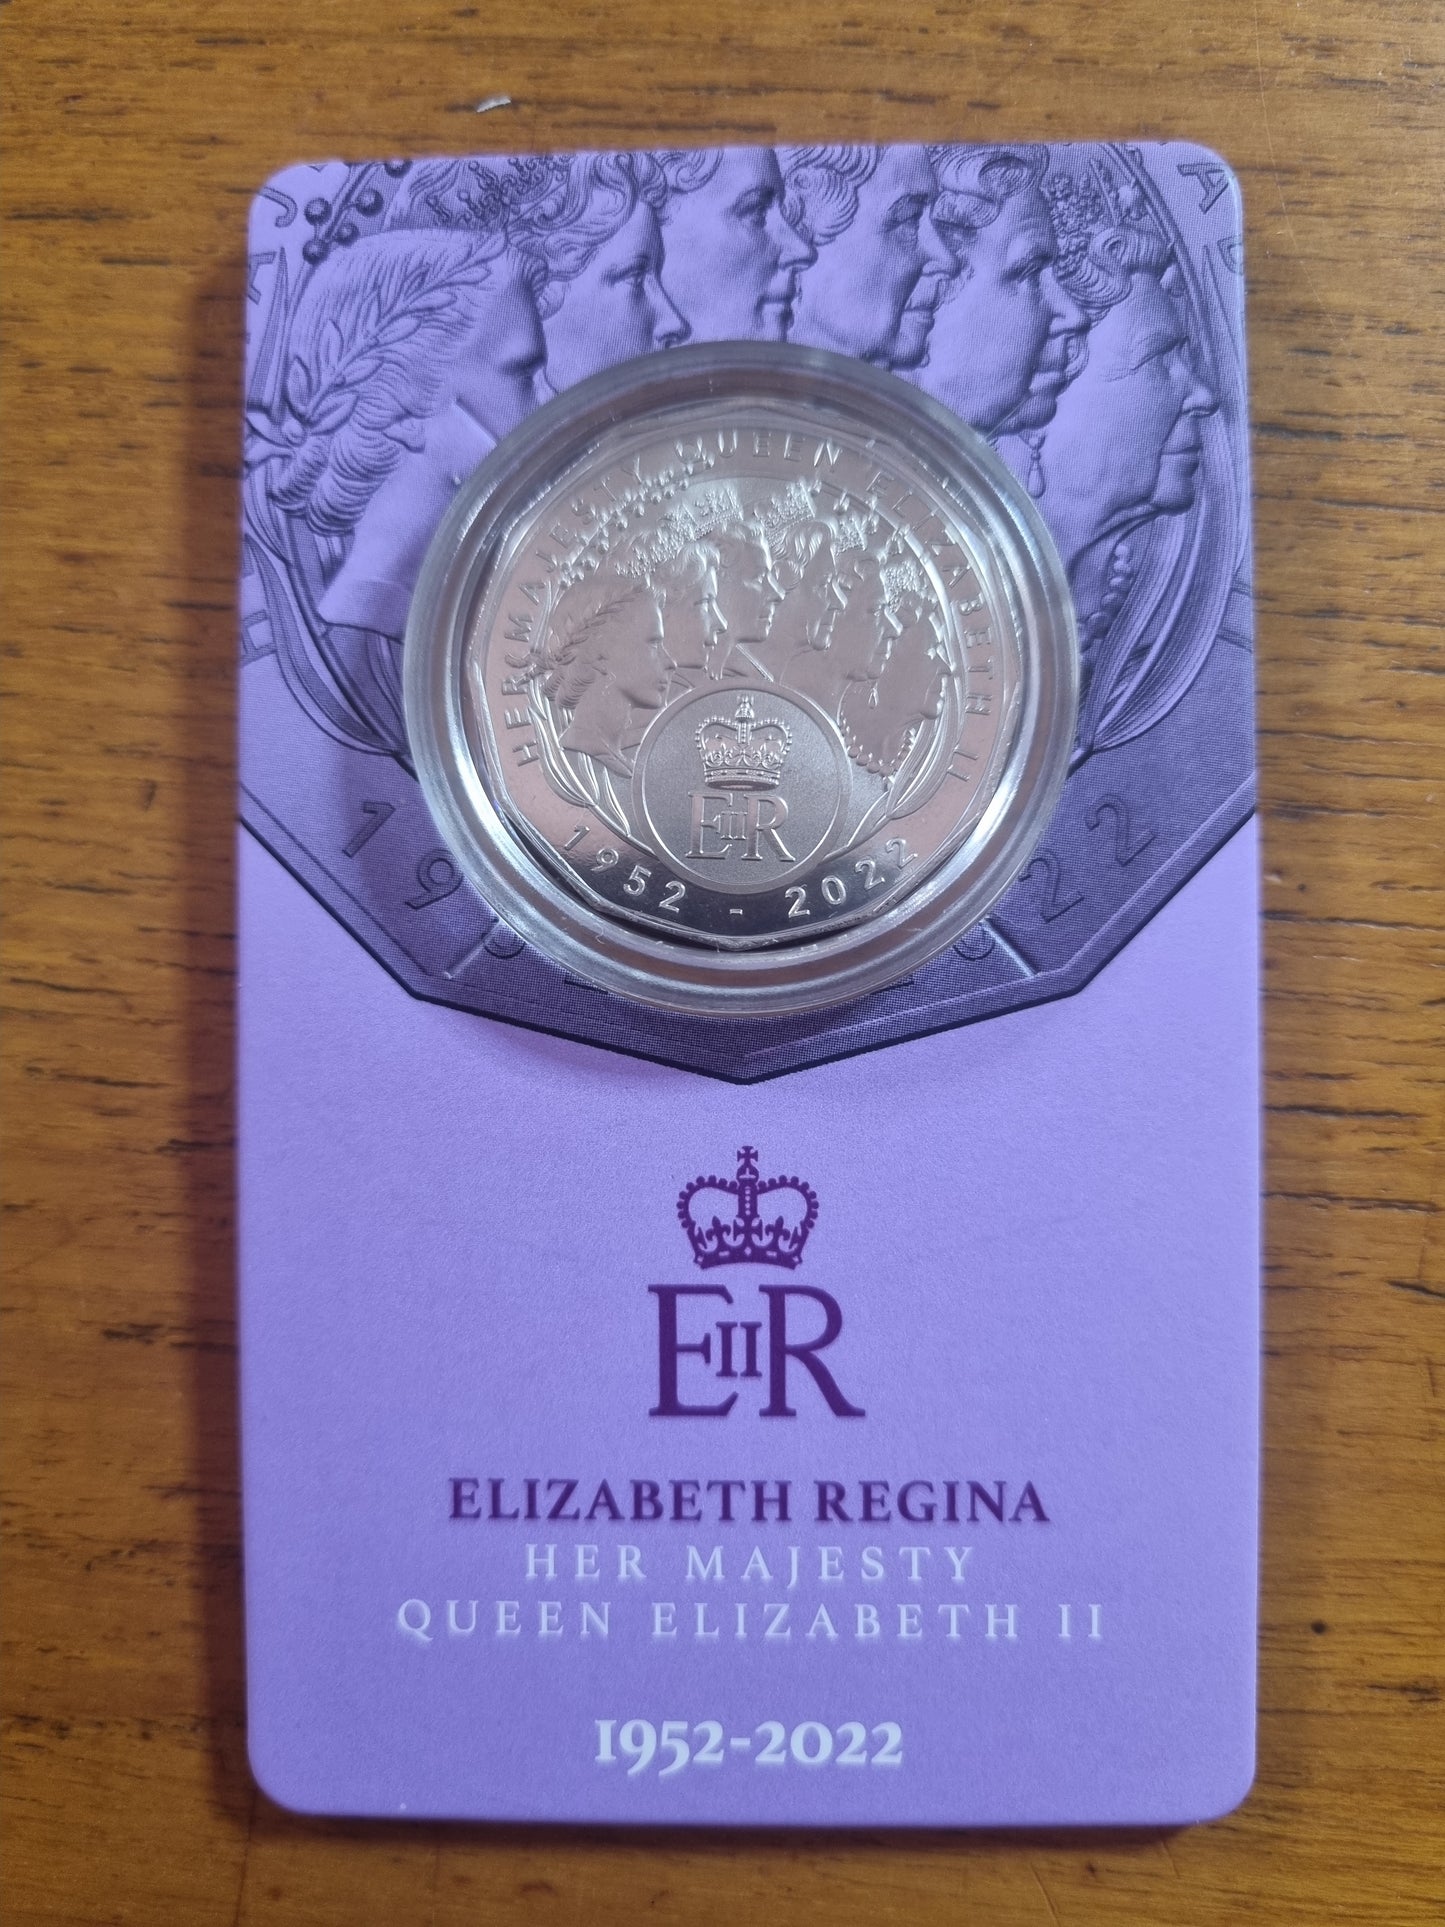 HER MAJESTY QUEEN ELIZABETH II
EIIR
1952 - 2022
EIIR
ELIZABETH REGINA
HER MAJESTY
QUEEN ELIZABETH II
1952-2022